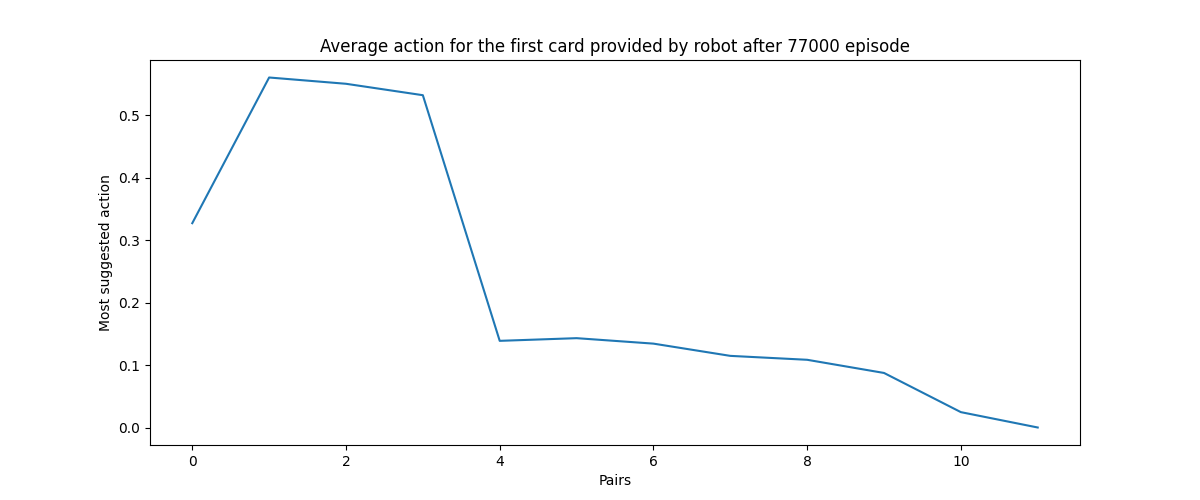 Average action for the first card provided by robot after 77000 episode
Most suggested action
0.5
0.4
0.3
0.2
0.1
0.0
0 2 4 6 8 10
Pairs